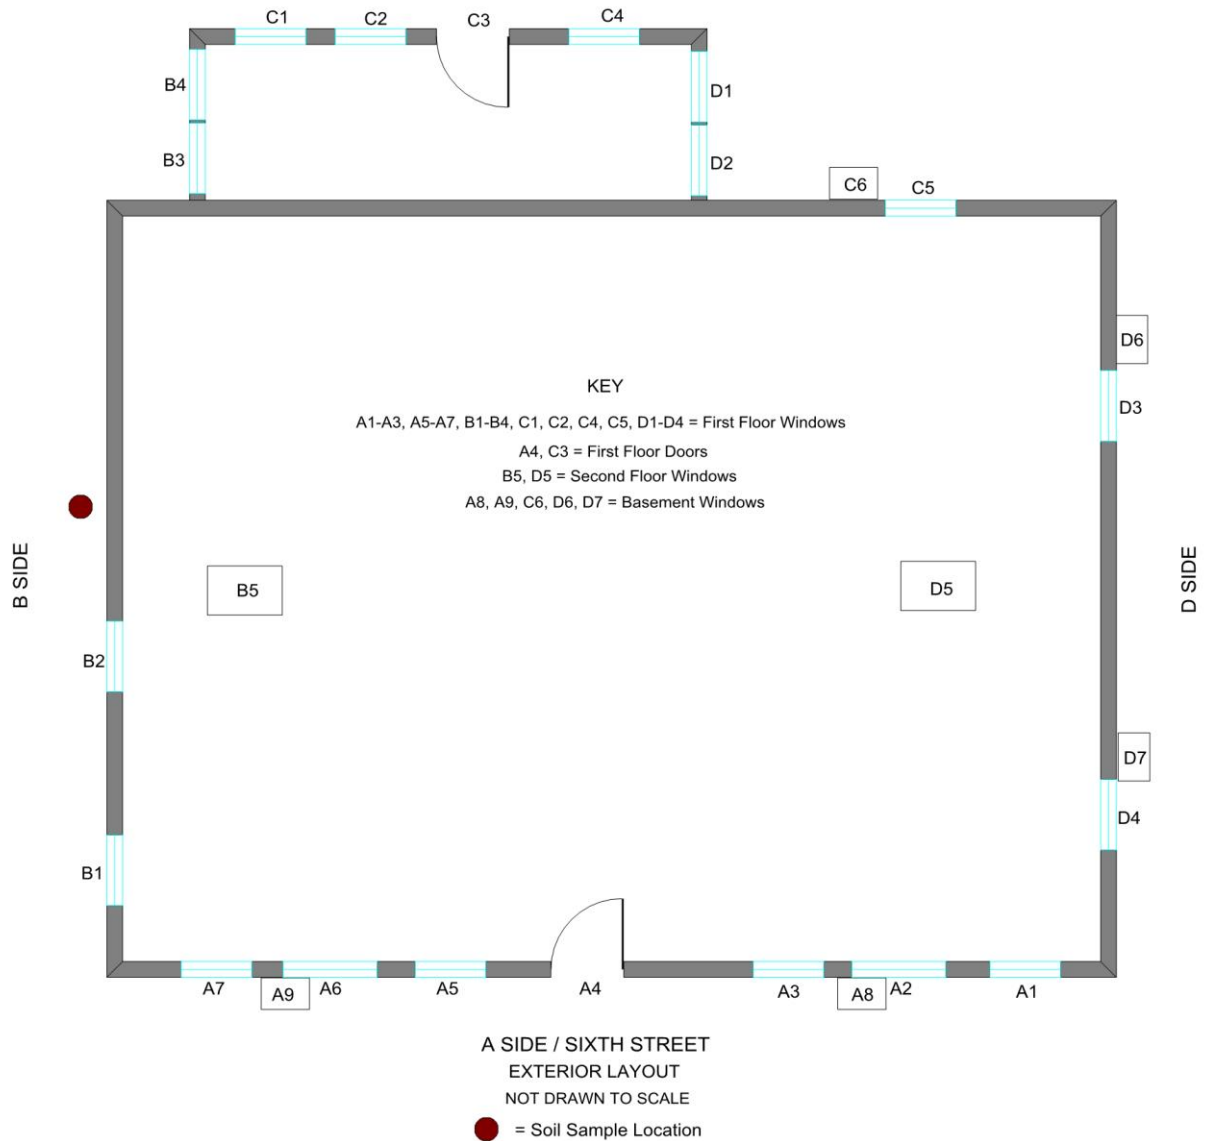 C1
C2
C3
C4
B4
D1
B3
D2
C6
C5
D6
D3
KEY
A1-A3, A5-A7, B1-B4, C1, C2, C4, C5, D1-D4 = First Floor Windows
A4, C3 = First Floor Doors
B5, D5 = Second Floor Windows
A8, A9, C6, D6, D7 = Basement Windows
B SIDE
D SIDE
B5
D5
B2
D7
D4
B1
A7
A9
A6
A5
A4
A3
A8
A2
A1
A SIDE / SIXTH STREET
EXTERIOR LAYOUT
NOT DRAWN TO SCALE
= Soil Sample Location